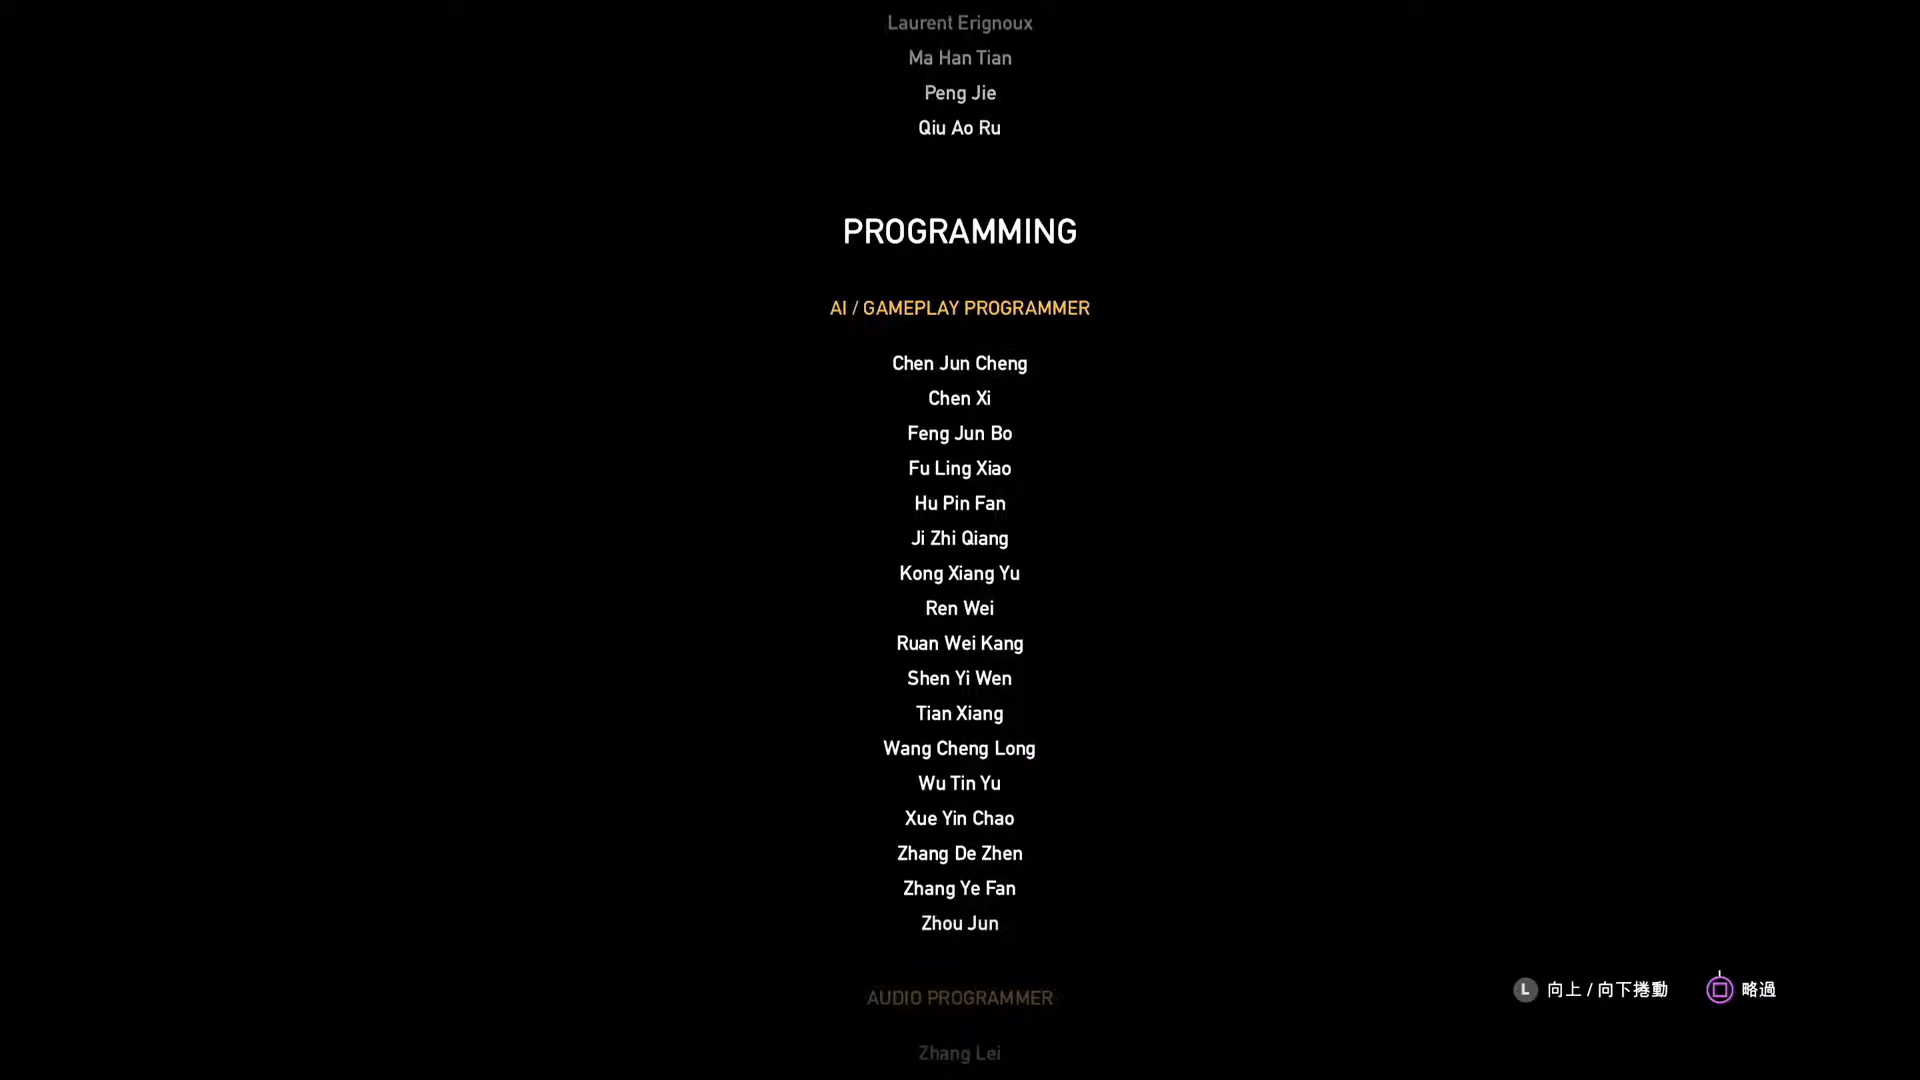 Laurent Erignoux
Ma Han Tian
Peng Jie
Qiu Ao Ru
PROGRAMMING
AI / GAMEPLAY PROGRAMMER
Chen Jun Cheng
Chen Xi
Feng Jun Bo
Fu Ling Xiao
Hu Pin Fan
Ji Zhi Qiang
Kong Xiang Yu
Ren Wei
Ruan Wei Kang
Shen Yi Wen
Tian Xiang
Wang Cheng Long
Wu Tin Yu
Xue Yin Chao
Zhang De Zhen
Zhang Ye Fan
Zhou Jun
AUDIO PROGRAMMER
Zhang Lei
L 向上 / 向下捲動 略過